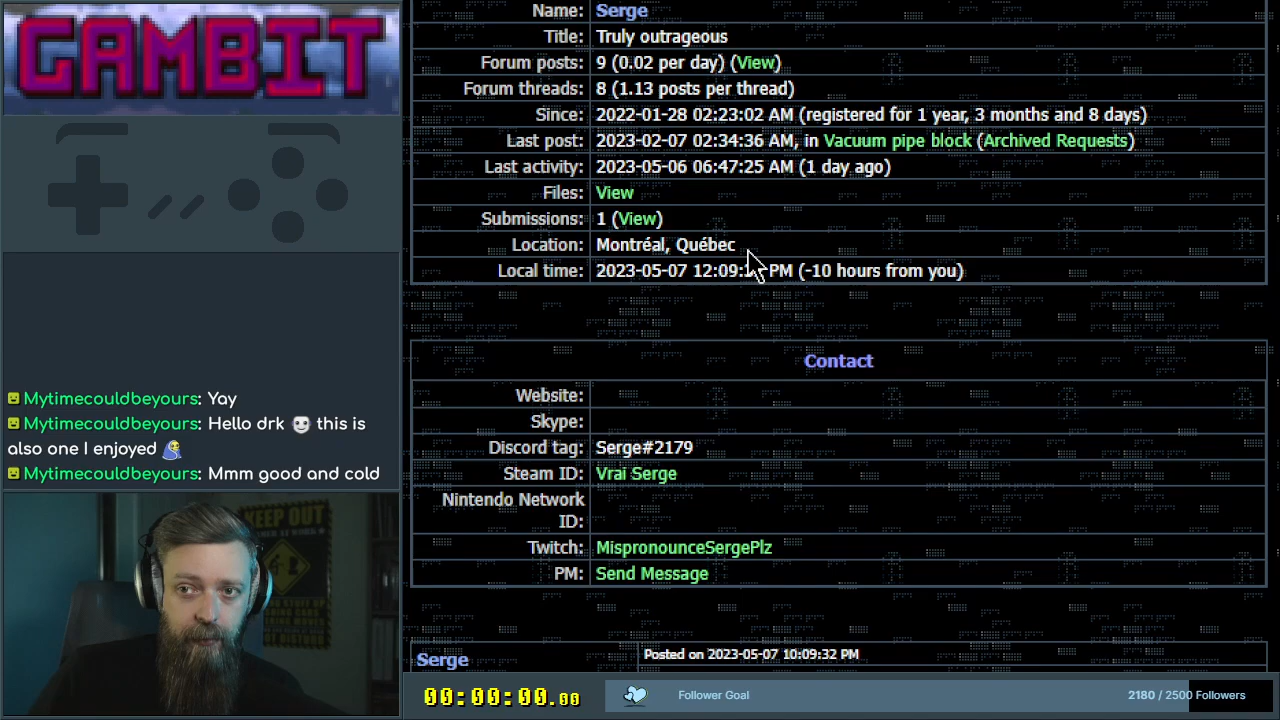 GAMBIT
Name: Serge
Title: Truly outrageous
Forum posts: 9 (0.02 per day) (View)
Forum threads: 8 (1.13 posts per thread)
Since: 2022-01-28 02:23:02 AM (registered for 1 year, 3 months and 8 days)
Last post: 2023-02-07 02:34:36 AM, in Vacuum pipe block (Archived Requests)
Last activity: 2023-05-06 06:47:25 AM (1 day ago)
Files: View
Submissions: 1 (View)
Location: Montréal, Québec
Local time: 2023-05-07 12:09: PM (-10 hours from you)
Contact
Website:
Skype:
Discord tag: Serge#2179
Steam ID: Vrai Serge
Nintendo Network
ID:
Twitch: MispronounceSergePlz
PM: Send Message
Serge
Posted on 2023-05-07 10:09:32 PM
Mytimecouldbeyours: Yay
Mytimecouldbeyours: Hello drk this is
also one I enjoyed
Mytimecouldbeyours: Mmm good and cold
KEEP OUT
00:00:00.00
Follower Goal
2180 / 2500 Followers